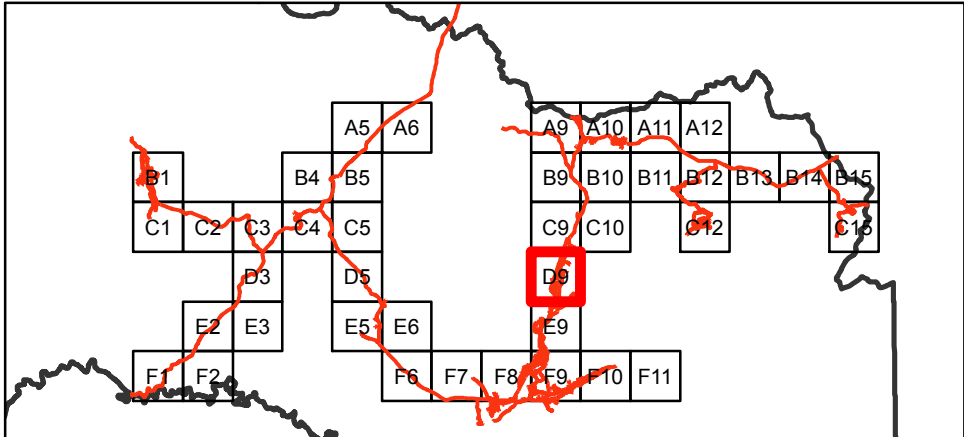 A5 A6 A9 A10 A11 A12
B1 B4 B5 B9 B10 B11 B12 B13 B14 B15
C1 C2 C3 C4 C5 C9 C10 C12 C15
D3 D5 D9
E2 E3 E5 E6 E9
F1 F2 F6 F7 F8 F9 F10 F11